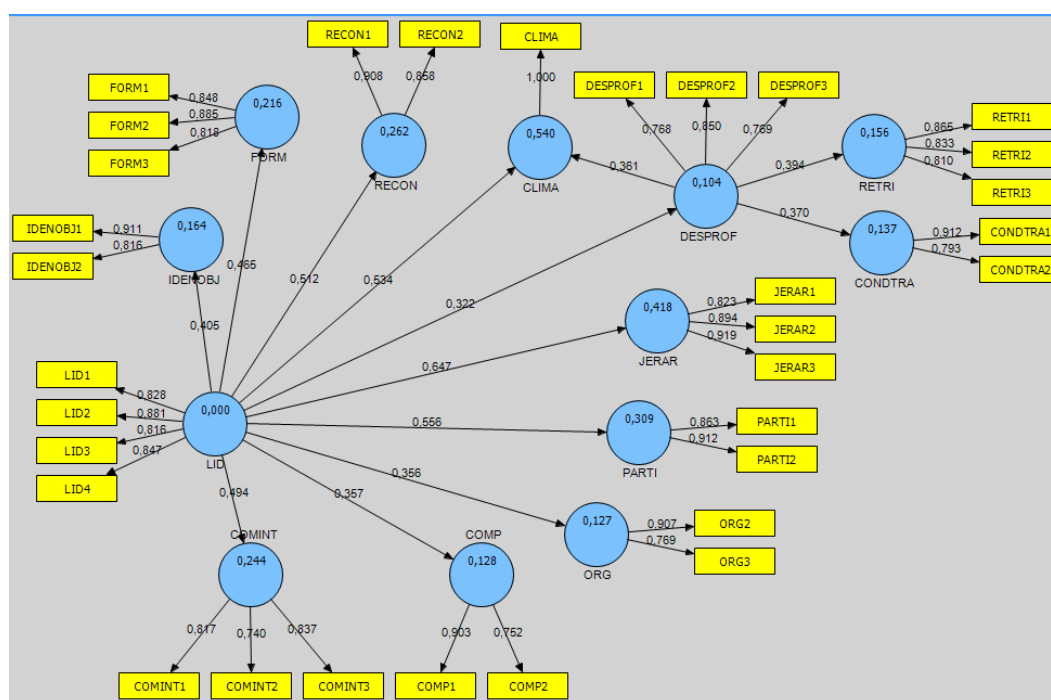 RECON1
RECON2
CLIMA
0,908
0,858
1,000
FORM1
FORM2
FORM3
0,848
0,885
0,818
0,216
FORM
0,262
RECON
0,540
CLIMA
DESPROF1
DESPROF2
DESPROF3
0,768
0,850
0,769
0,361
0,104
DESPROF
0,394
0,156
RETRI
0,865
0,833
0,810
RETRI1
RETRI2
RETRI3
0,370
0,137
CONDTRA
0,912
0,793
CONDTRA1
CONDTRA2
IDENOBJ1
IDENOBJ2
0,911
0,816
0,164
IDENOBJ
0,465
0,405
0,512
0,534
0,322
0,418
JERAR
0,823
0,894
0,919
JERAR1
JERAR2
JERAR3
0,647
LID1
LID2
LID3
LID4
0,828
0,881
0,816
0,847
0,000
LID
0,556
0,309
PARTI
0,863
0,912
PARTI1
PARTI2
0,494
0,357
0,356
0,127
ORG
0,907
0,769
ORG2
ORG3
COMINT
0,244
0,817
0,740
0,837
COMINT1
COMINT2
COMINT3
COMP
0,128
0,903
0,752
COMP1
COMP2